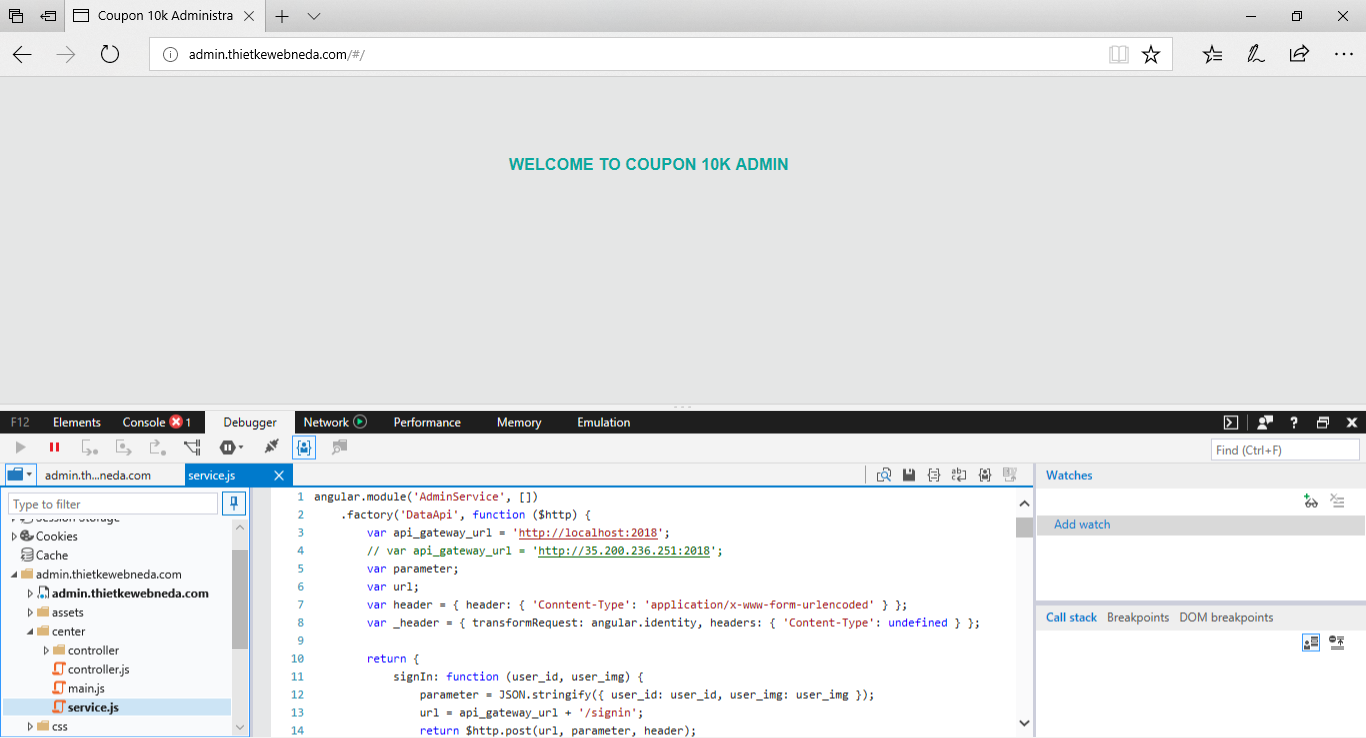 Coupon 10k Administra
admin.thietkewebneda.com/#/
WELCOME TO COUPON 10K ADMIN
F12 Elements Console 1 Debugger Network Performance Memory Emulation
Find (Ctrl+F)
admin.th...neda.com service.js
Watches
Type to filter
Session Storage
Cookies
Cache
admin.thietkewebneda.com
admin.thietkewebneda.com
assets
center
controller
controller.js
main.js
service.js
css
1 angular.module('AdminService', [])
2 .factory('DataApi', function ($http) {
3 var api_gateway_url = 'http://localhost:2018';
4 // var api_gateway_url = 'http://35.200.236.251:2018';
5 var parameter;
6 var url;
7 var header = { header: { 'Conntent-Type': 'application/x-www-form-urlencoded' } };
8 var _header = { transformRequest: angular.identity, headers: { 'Content-Type': undefined } };
9
10 return {
11 signIn: function (user_id, user_img) {
12 parameter = JSON.stringify({ user_id: user_id, user_img: user_img });
13 url = api_gateway_url + '/signin';
14 return $http.post(url, parameter, header);
Add watch
Call stack Breakpoints DOM breakpoints